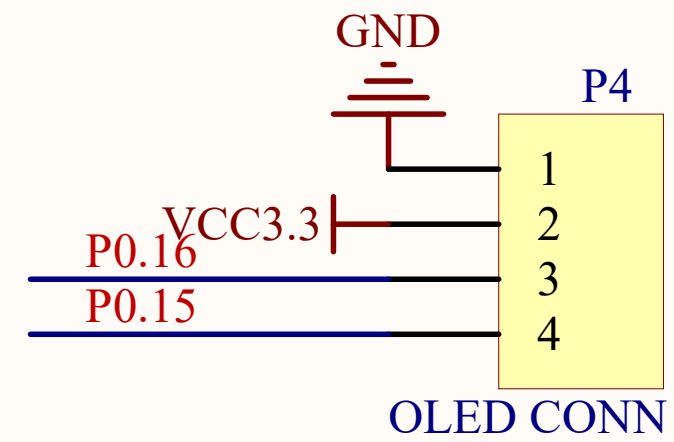 GND
P4
1
VCC3.3
2
P0.16
3
P0.15
4
OLED CONN